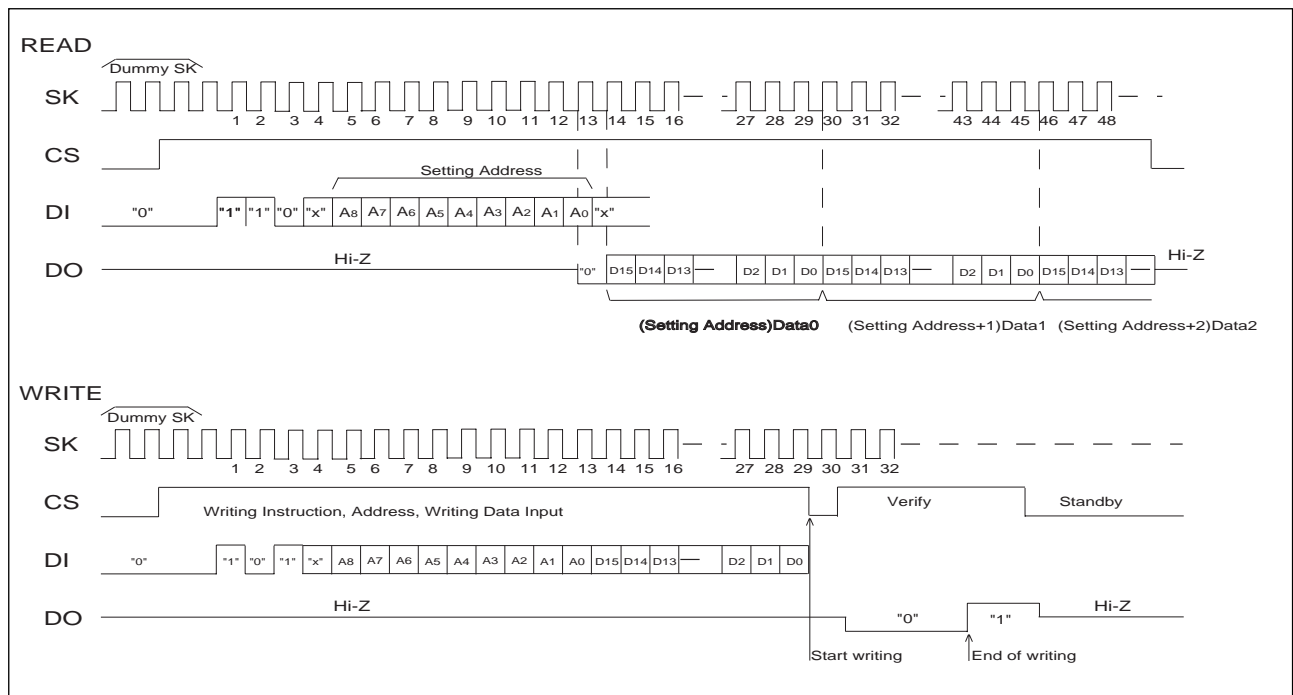 READ
Dummy SK
SK
1 2 3 4 5 6 7 8 9 10 11 12 13 14 15 16 27 28 29 30 31 32 43 44 45 46 47 48
CS
Setting Address
DI "0" "1" "1" "0" "x" A8 A7 A6 A5 A4 A3 A2 A1 A0 "x"
Hi-Z Hi-Z
DO "0" D15 D14 D13 D2 D1 D0 D15 D14 D13 D2 D1 D0 D15 D14 D13
(Setting Address)Data0 (Setting Address+1)Data1 (Setting Address+2)Data2
WRITE
Dummy SK
SK
1 2 3 4 5 6 7 8 9 10 11 12 13 14 15 16 27 28 29 30 31 32
CS Writing Instruction, Address, Writing Data Input Verify Standby
DI "0" "1" "0" "1" "x" A8 A7 A6 A5 A4 A3 A2 A1 A0 D15 D14 D13 D2 D1 D0
Hi-Z Hi-Z
DO "0" "1"
Start writing End of writing